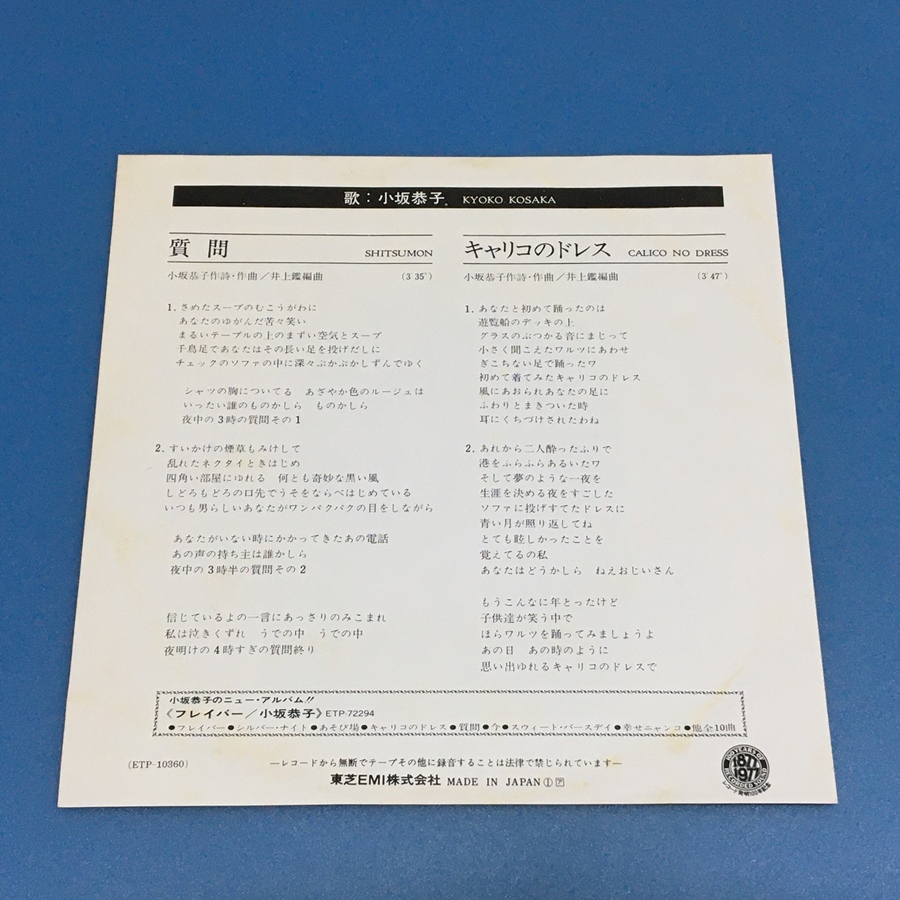 歌：小坂恭子 KYOKO KOSAKA
質問 SHITSUMON
小坂恭子作詩・作曲／井上鑑編曲 (3′35″)
1. さめたスープのむこうがわに
あなたのゆがんだ苦々笑い
まるいテーブルの上のまずい空気とスープ
千鳥足であなたはその長い足を投げだしに
チェックのソファの中に深々ぷかぷかしずんでゆく
シャツの胸についてる　あざやか色のルージュは
いったい誰のものかしら　ものかしら
夜中の3時の質問その1
2. すいかけの煙草もみけして
乱れたネクタイときはじめ
四角い部屋にゆれる　何とも奇妙な黒い風
しどろもどろの口先でうそをならべはじめている
いつも男らしいあなたがワンパクパクの目をしながら
あなたがいない時にかかってきたあの電話
あの声の持ち主は誰かしら
夜中の3時半の質問その2
信じているよの一言にあっさりのみこまれ
私は泣きくずれ　うでの中　うでの中
夜明けの4時すぎの質問終り
キャリコのドレス CALICO NO DRESS
小坂恭子作詩・作曲／井上鑑編曲 (3′47″)
1. あなたと初めて踊ったのは
遊覧船のデッキの上
グラスのぶつかる音にまじって
小さく聞こえたワルツにあわせ
ぎこちない足で踊ったワ
初めて着てみたキャリコのドレス
風にあおられあなたの足に
ふわりとまきついた時
耳にくちづけされたわね
2. あれから二人酔ったふりで
港をふらふらあるいたワ
そして夢のような一夜を
生涯を決める夜をすごした
ソファに投げすてたドレスに
青い月が照り返してね
とても眩しかったことを
覚えてるの私
あなたはどうかしら　ねえおじいさん
もうこんなに年とったけど
子供達が笑う中で
ほらワルツを踊ってみましょうよ
あの日　あの時のように
思い出ゆれるキャリコのドレスで
小坂恭子のニュー・アルバム!!
《フレイバー／小坂恭子》ETP-72294
●フレイバー●シルバー・ナイト●あそび場●キャリコのドレス●質問●今●スウィート・バースデイ●幸せニャンコ●他全10曲
(ETP-10360)
―レコードから無断でテープその他に録音することは法律で禁じられています―
東芝EMI株式会社 MADE IN JAPAN Ⓘ 🄿
100 YEARS OF RECORDED SOUND
1877 1977
レコード発明100年記念